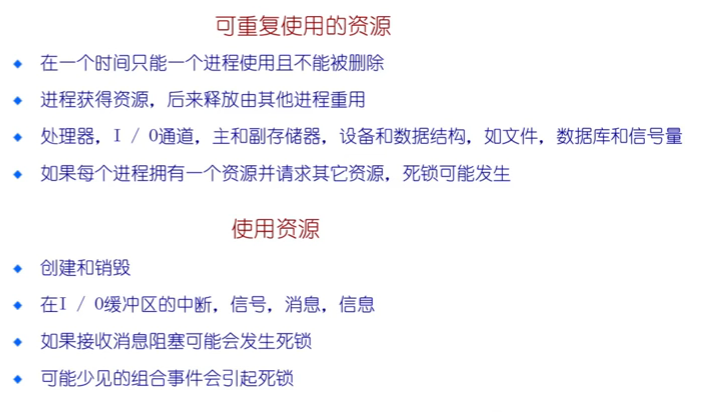 可重复使用的资源
在一个时间只能一个进程使用且不能被删除
进程获得资源，后来释放由其他进程重用
处理器，I / O通道，主和副存储器，设备和数据结构，如文件，数据库和信号量
如果每个进程拥有一个资源并请求其它资源，死锁可能发生
使用资源
创建和销毁
在I / O缓冲区的中断，信号，消息，信息
如果接收消息阻塞可能会发生死锁
可能少见的组合事件会引起死锁